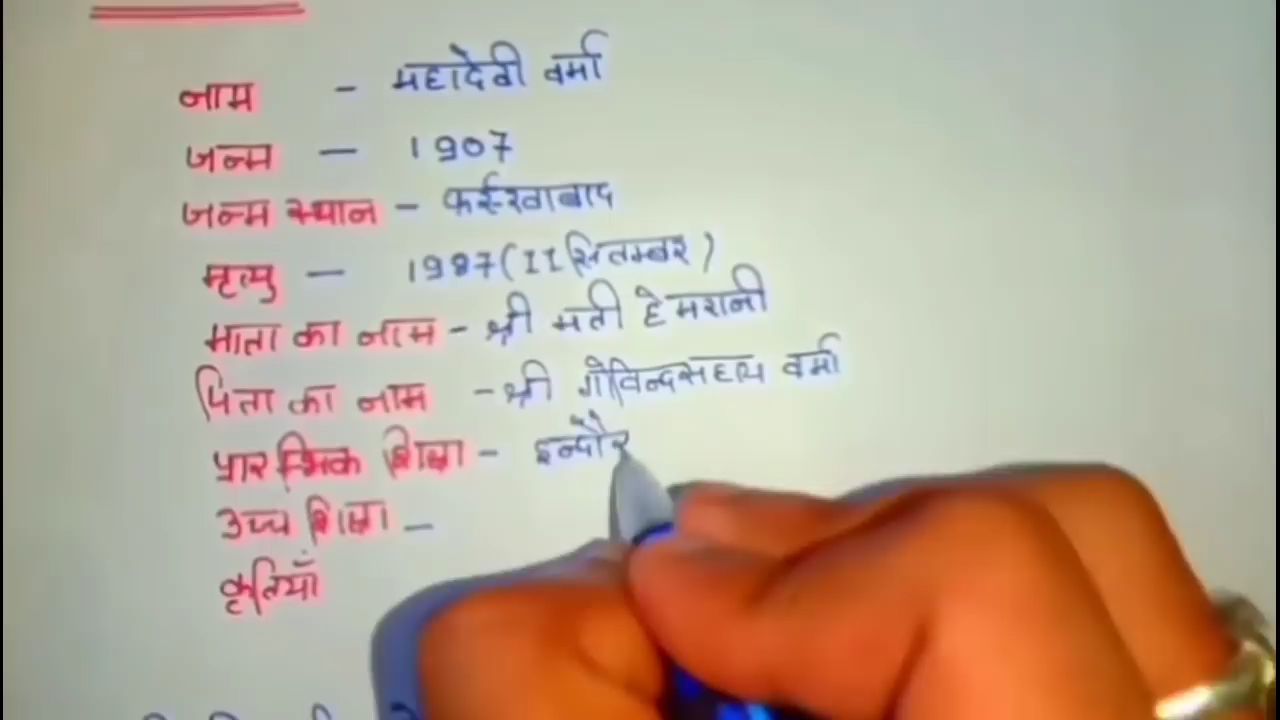 नाम - महादेवी वर्मा
जन्म - 1907
जन्म स्थान - फर्रुखाबाद
मृत्यु - 1987 (11 सितम्बर)
माता का नाम - श्री मती हेमरानी
पिता का नाम - श्री गोविन्दसहाय वर्मा
प्रारम्भिक शिक्षा - इन्दौर
उच्च शिक्षा -
कृतियाँ